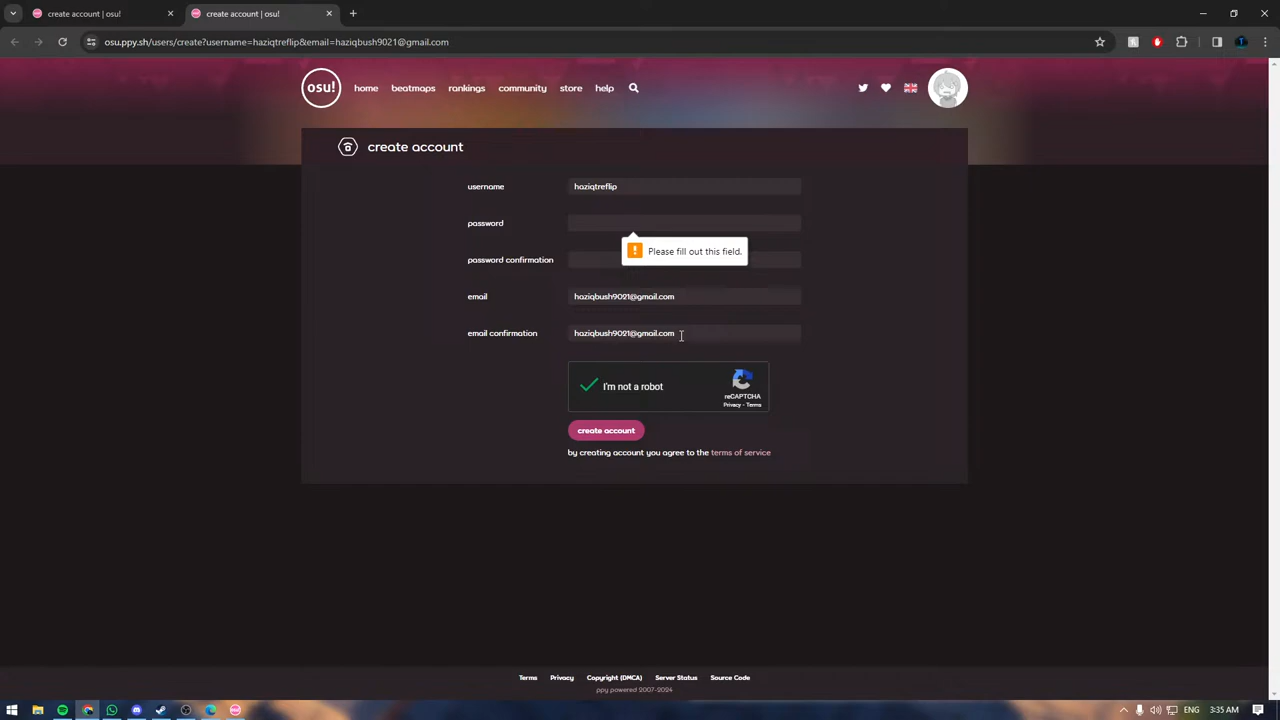 create account | osu!
create account | osu!
osu.ppy.sh/users/create?username=haziqtreflip&email=haziqbush9021@gmail.com
osu! home beatmaps rankings community store help
create account
username haziqtreflip
password
Please fill out this field.
password confirmation
email haziqbush9021@gmail.com
email confirmation haziqbush9021@gmail.com
I'm not a robot
reCAPTCHA
Privacy - Terms
create account
by creating account you agree to the terms of service
Terms Privacy Copyright (DMCA) Server Status Source Code
ppy powered 2007-2024
ENG 3:35 AM